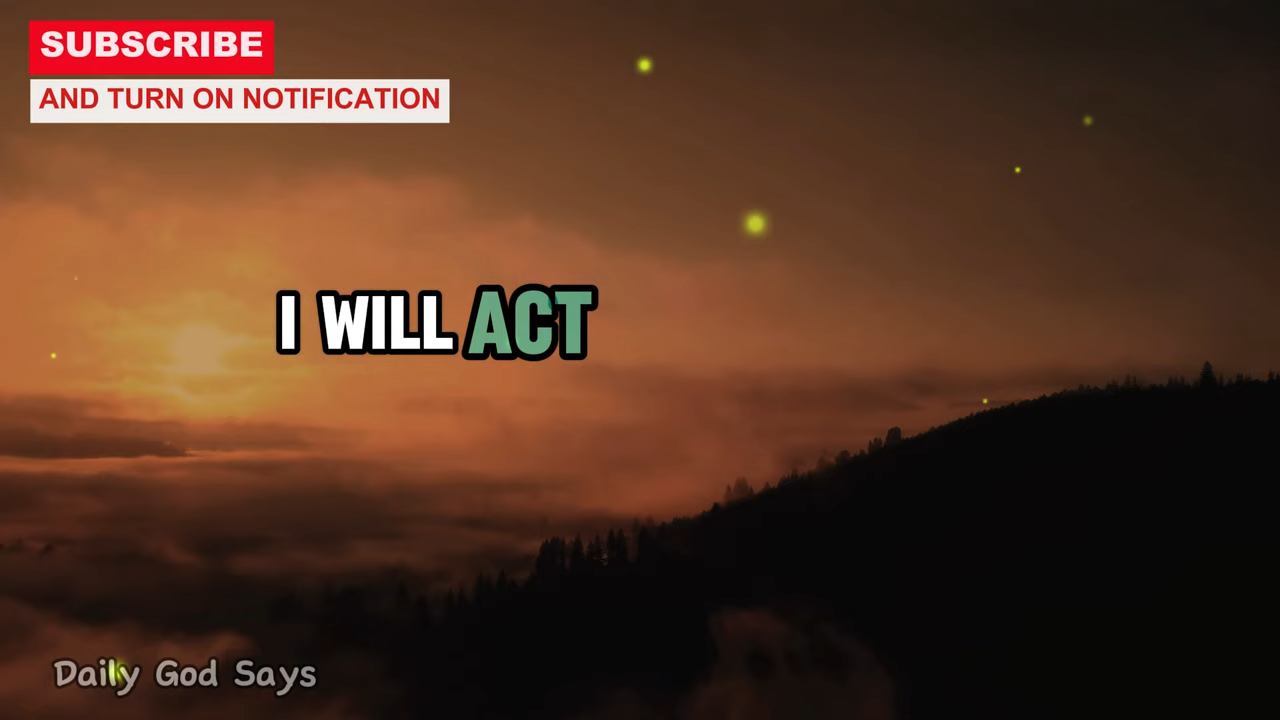 SUBSCRIBE
AND TURN ON NOTIFICATION
I WILL ACT
Daily God Says